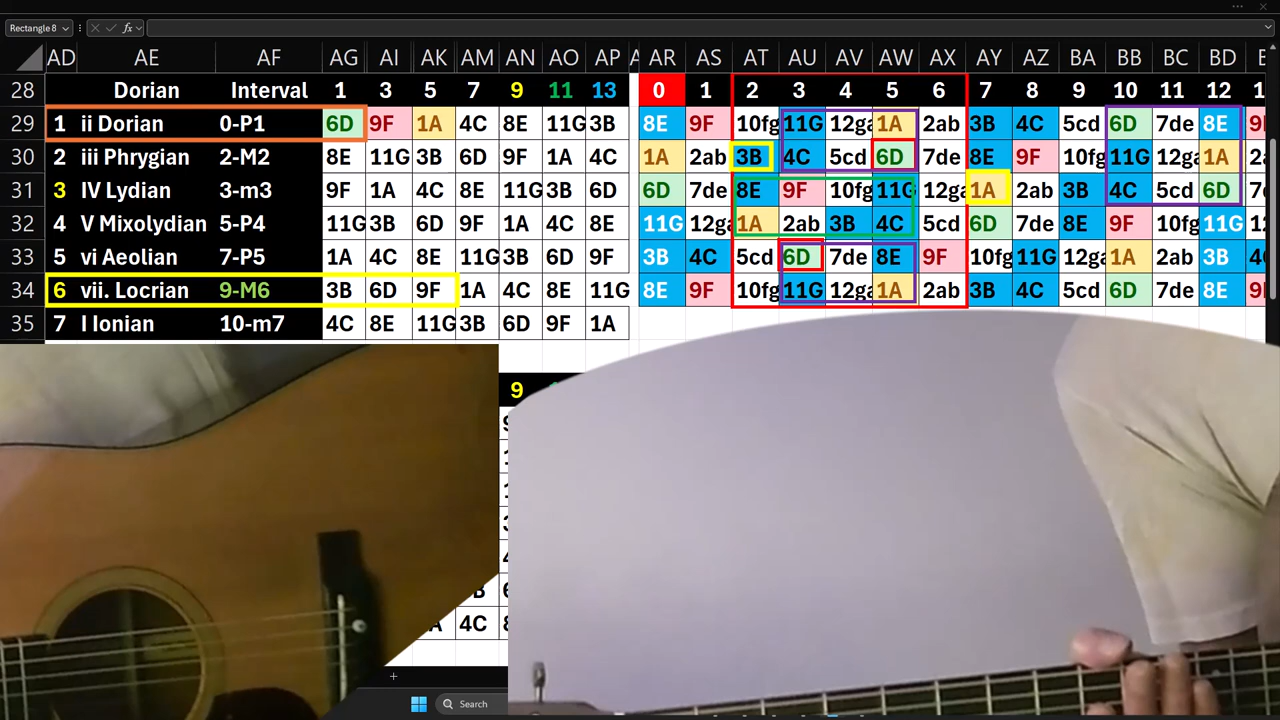 Rectangle 8 fx
AD AE AF AG AI AK AM AN AO AP A AR AS AT AU AV AW AX AY AZ BA BB BC BD E
28 Dorian Interval 1 3 5 7 9 11 13 0 1 2 3 4 5 6 7 8 9 10 11 12 1
29 1 ii Dorian 0-P1 6D 9F 1A 4C 8E 11G 3B 8E 9F 10fg 11G 12ga 1A 2ab 3B 4C 5cd 6D 7de 8E 9
30 2 iii Phrygian 2-M2 8E 11G 3B 6D 9F 1A 4C 1A 2ab 3B 4C 5cd 6D 7de 8E 9F 10fg 11G 12ga 1A 2
31 3 IV Lydian 3-m3 9F 1A 4C 8E 11G 3B 6D 6D 7de 8E 9F 10fg 11G 12ga 1A 2ab 3B 4C 5cd 6D 7
32 4 V Mixolydian 5-P4 11G 3B 6D 9F 1A 4C 8E 11G 12ga 1A 2ab 3B 4C 5cd 6D 7de 8E 9F 10fg 11G 12
33 5 vi Aeolian 7-P5 1A 4C 8E 11G 3B 6D 9F 3B 4C 5cd 6D 7de 8E 9F 10fg 11G 12ga 1A 2ab 3B 4
34 6 vii. Locrian 9-M6 3B 6D 9F 1A 4C 8E 11G 8E 9F 10fg 11G 12ga 1A 2ab 3B 4C 5cd 6D 7de 8E 9
35 7 I Ionian 10-m7 4C 8E 11G 3B 6D 9F 1A
9
4C
Search